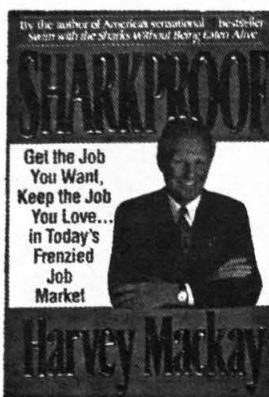 By the author of America's sensational bestseller
Swim with the Sharks Without Being Eaten Alive
SHARKPROOF
Get the Job
You Want,
Keep the Job
You Love...
in Today's
Frenzied
Job
Market
Harvey Mackay